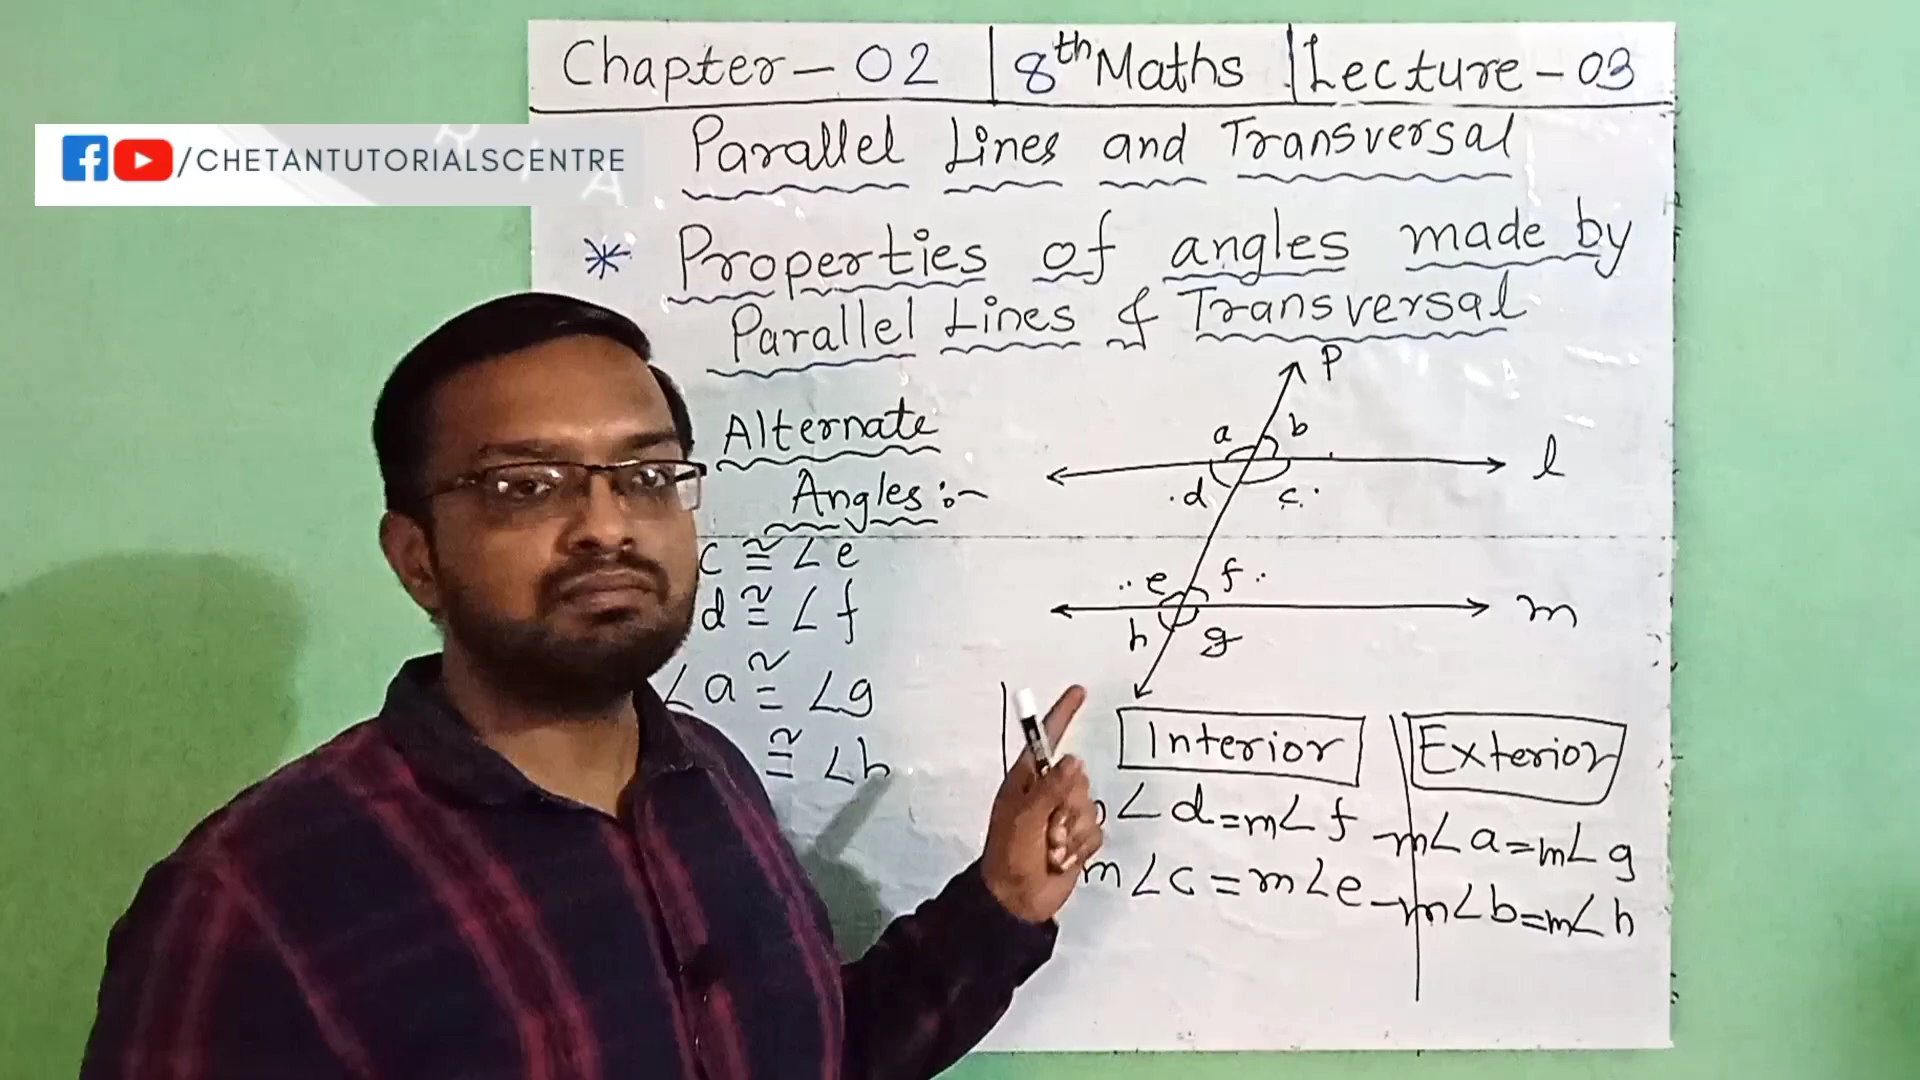 Chapter - 02 | 8th Maths | Lecture - 03
/CHETANTUTORIALSCENTRE
Parallel Lines and Transversal
* Properties of angles made by
Parallel Lines & Transversal
Alternate
Angles :-
c ≅ ∠e
d ≅ ∠f
∠a ≅ ∠g
≅ ∠h
P
a b
l
d c
e f
m
h g
Interior
m∠d = m∠f
m∠c = m∠e
Exterior
m∠a = m∠g
m∠b = m∠h